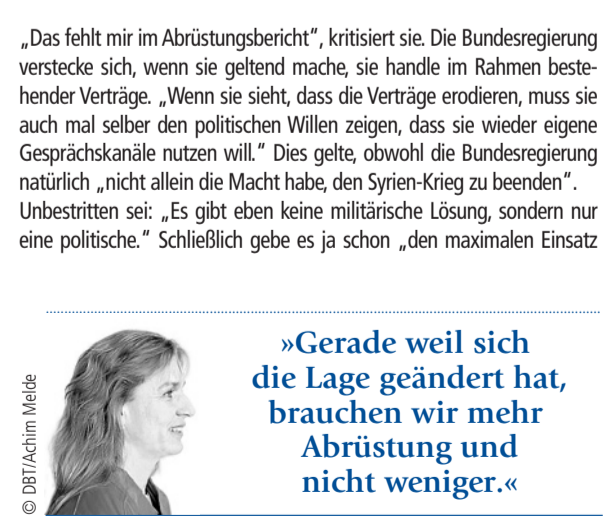 „Das fehlt mir im Abrüstungsbericht“, kritisiert sie. Die Bundesregierung
verstecke sich, wenn sie geltend mache, sie handle im Rahmen beste-
hender Verträge. „Wenn sie sieht, dass die Verträge erodieren, muss sie
auch mal selber den politischen Willen zeigen, dass sie wieder eigene
Gesprächskanäle nutzen will.“ Dies gelte, obwohl die Bundesregierung
natürlich „nicht allein die Macht habe, den Syrien-Krieg zu beenden“.
Unbestritten sei: „Es gibt eben keine militärische Lösung, sondern nur
eine politische.“ Schließlich gebe es ja schon „den maximalen Einsatz
© DBT/Achim Melde
»Gerade weil sich
die Lage geändert hat,
brauchen wir mehr
Abrüstung und
nicht weniger.«